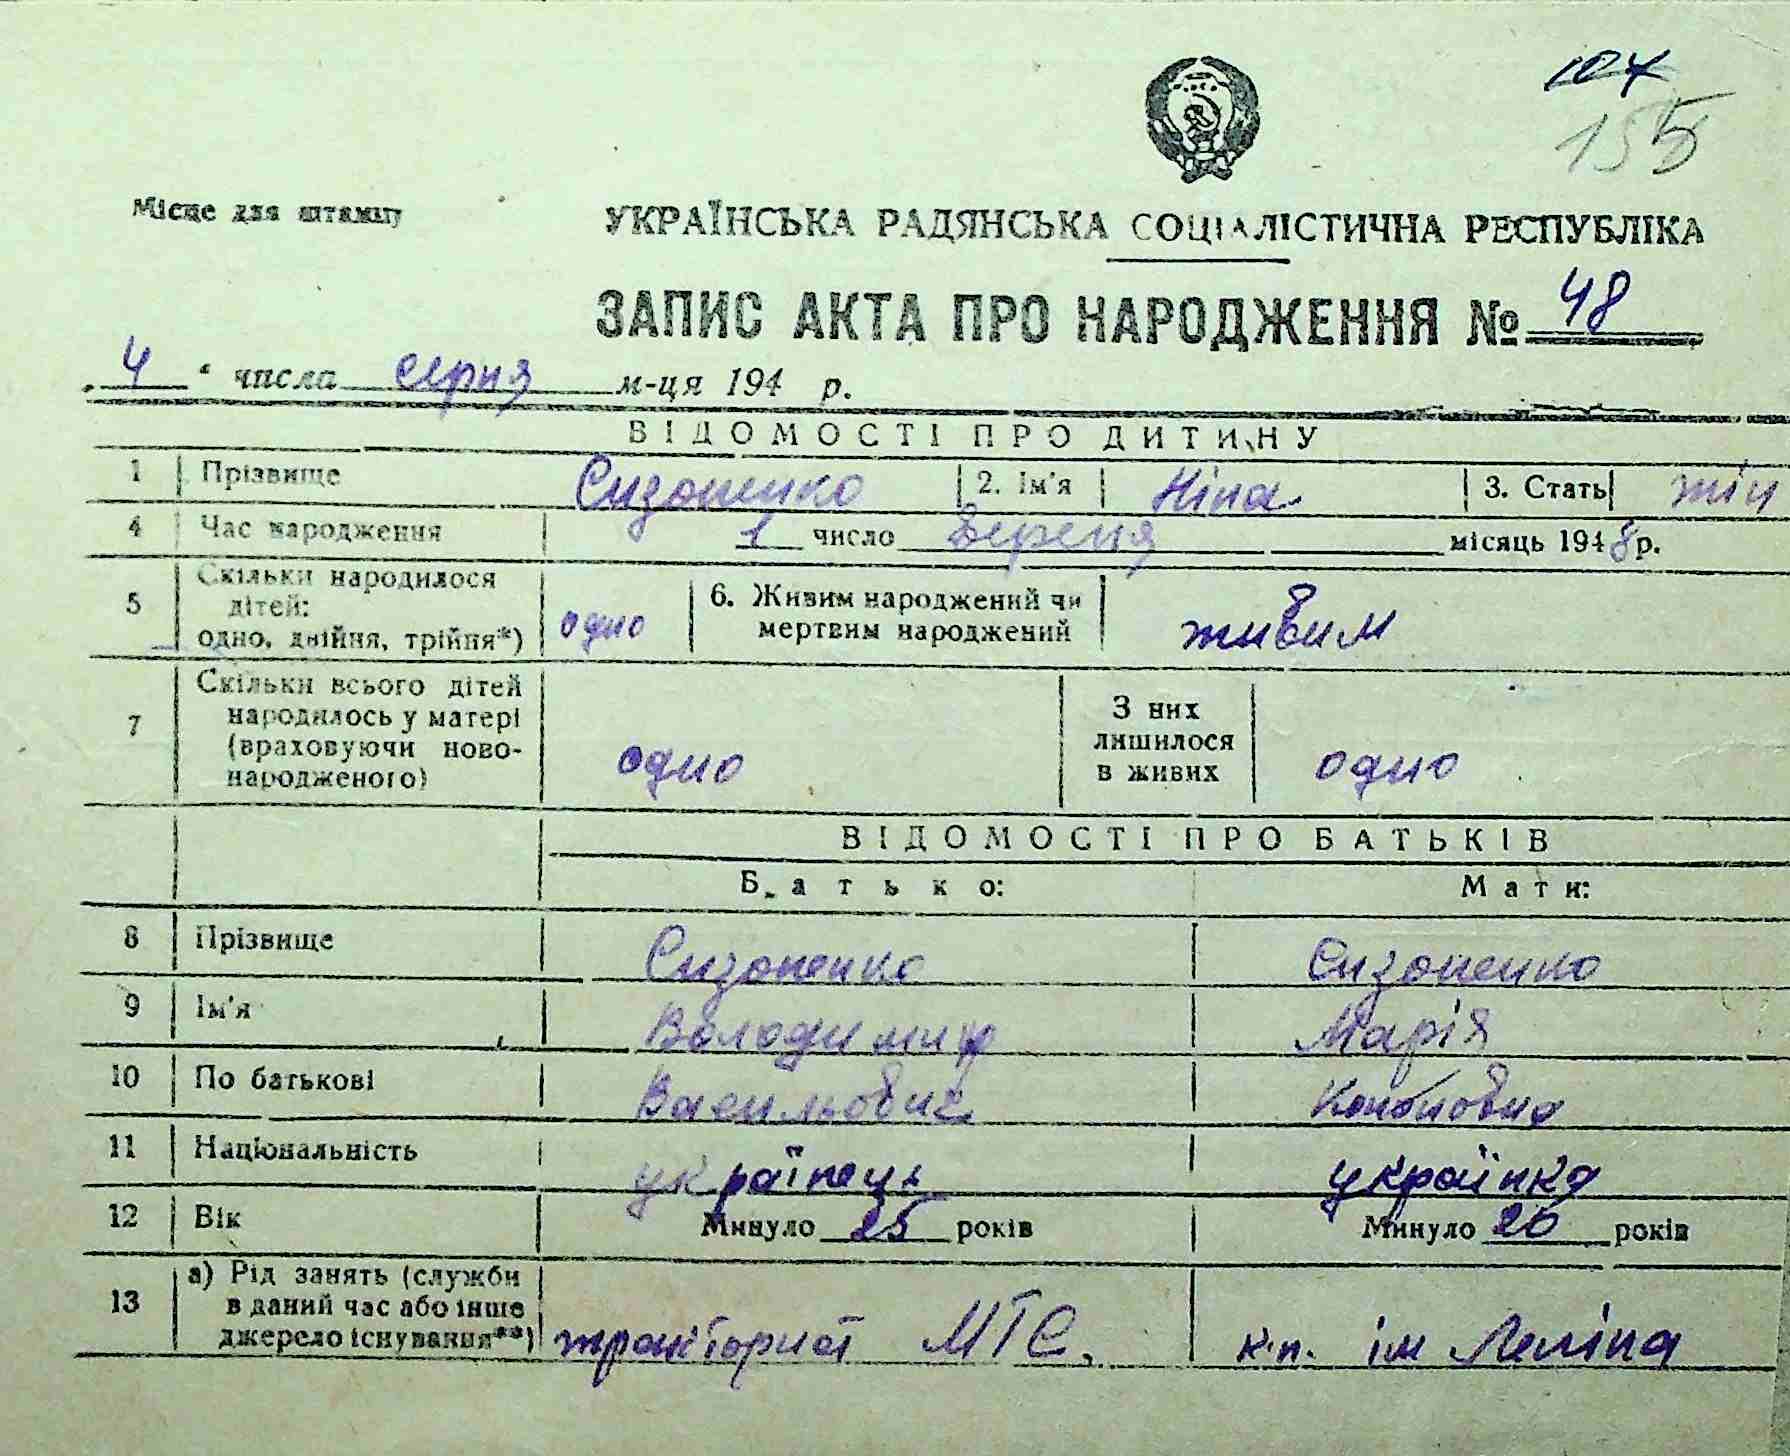 107
155
Місце для штампу
УКРАЇНСЬКА РАДЯНСЬКА СОЦІАЛІСТИЧНА РЕСПУБЛІКА
ЗАПИС АКТА ПРО НАРОДЖЕННЯ № 48
„4“ числа серпя м-ця 194 р.
ВІДОМОСТІ ПРО ДИТИНУ
1 Прізвище Сизоненко 2. Ім'я Ніна 3. Стать жін
4 Час народження 1 число Серпня місяць 1948 р.
5 Скільки народилося
дітей:
одно, двійня, трійня*) одно 6. Живим народжений чи
мертвим народжений живим
7 Скільки всього дітей
народилось у матері
(враховуючи ново-
народженого) одно
З них
лишилося
в живих одно
ВІДОМОСТІ ПРО БАТЬКІВ
Батько: Мати:
8 Прізвище Сизоненко Сизоненко
9 Ім'я Володимир Марія
10 По батькові Васильович
11 Національність українець українка
12 Вік Минуло 25 років Минуло 20 років
13 а) Рід занять (служби
в даний час або інше
джерело існування**) МТС. к.п. ім Леніна